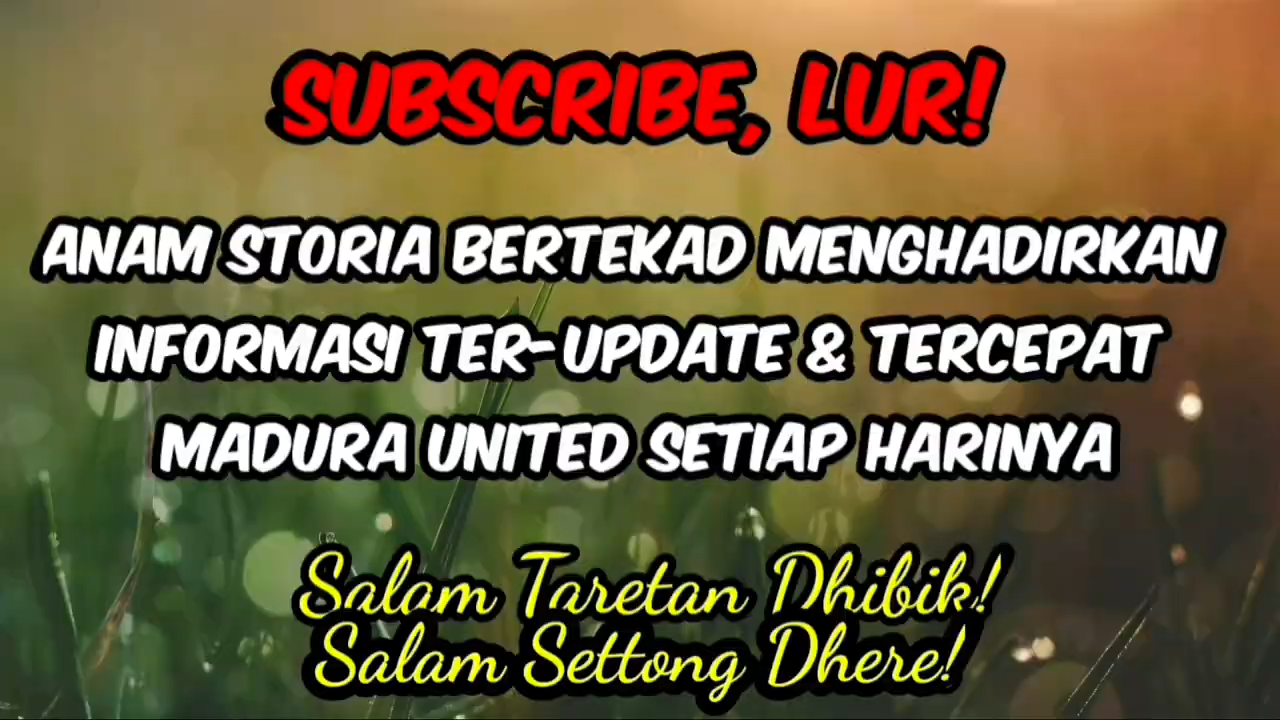 SUBSCRIBE, LUR!
ANAM STORIA BERTEKAD MENGHADIRKAN
INFORMASI TER-UPDATE & TERCEPAT
MADURA UNITED SETIAP HARINYA
Salam Taretan Dhibik!
Salam Settong Dhere!